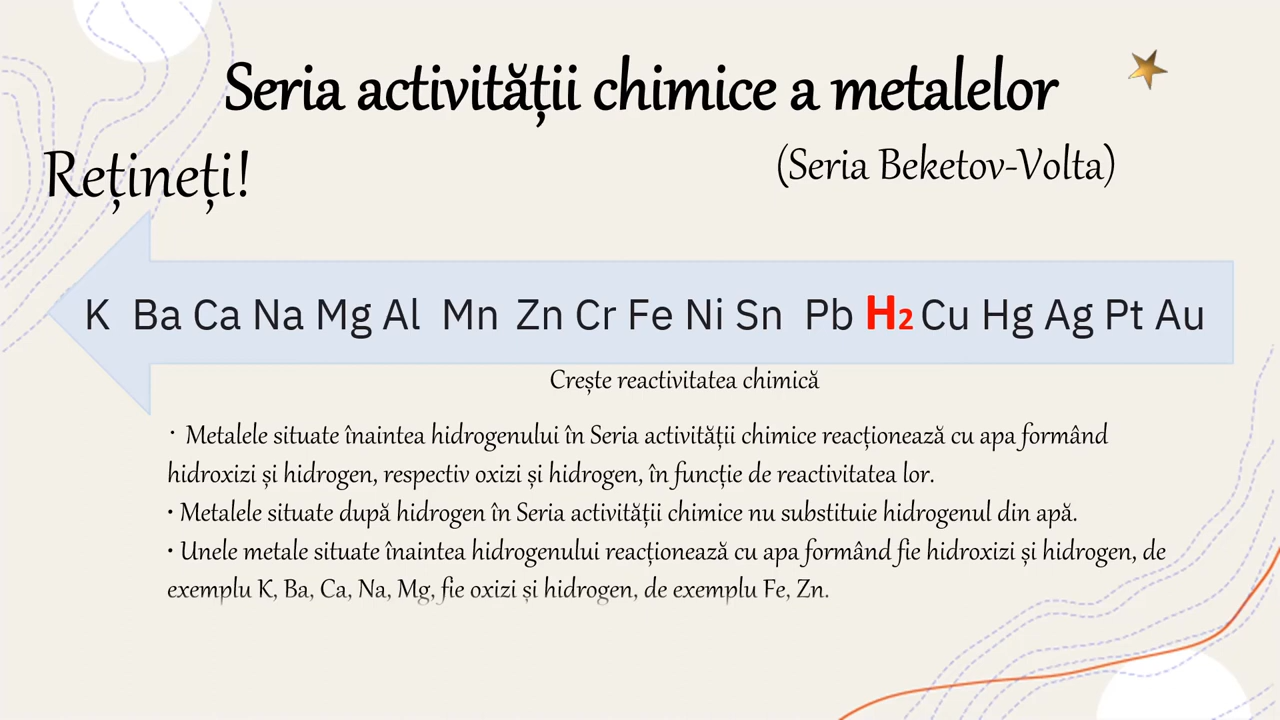 Seria activității chimice a metalelor
(Seria Beketov-Volta)
Rețineți!
K Ba Ca Na Mg Al Mn Zn Cr Fe Ni Sn Pb H2 Cu Hg Ag Pt Au
Crește reactivitatea chimică
· Metalele situate înaintea hidrogenului în Seria activității chimice reacționează cu apa formând
hidroxizi și hidrogen, respectiv oxizi și hidrogen, în funcție de reactivitatea lor.
• Metalele situate după hidrogen în Seria activității chimice nu substituie hidrogenul din apă.
• Unele metale situate înaintea hidrogenului reacționează cu apa formând fie hidroxizi și hidrogen, de
exemplu K, Ba, Ca, Na, Mg, fie oxizi și hidrogen, de exemplu Fe, Zn.